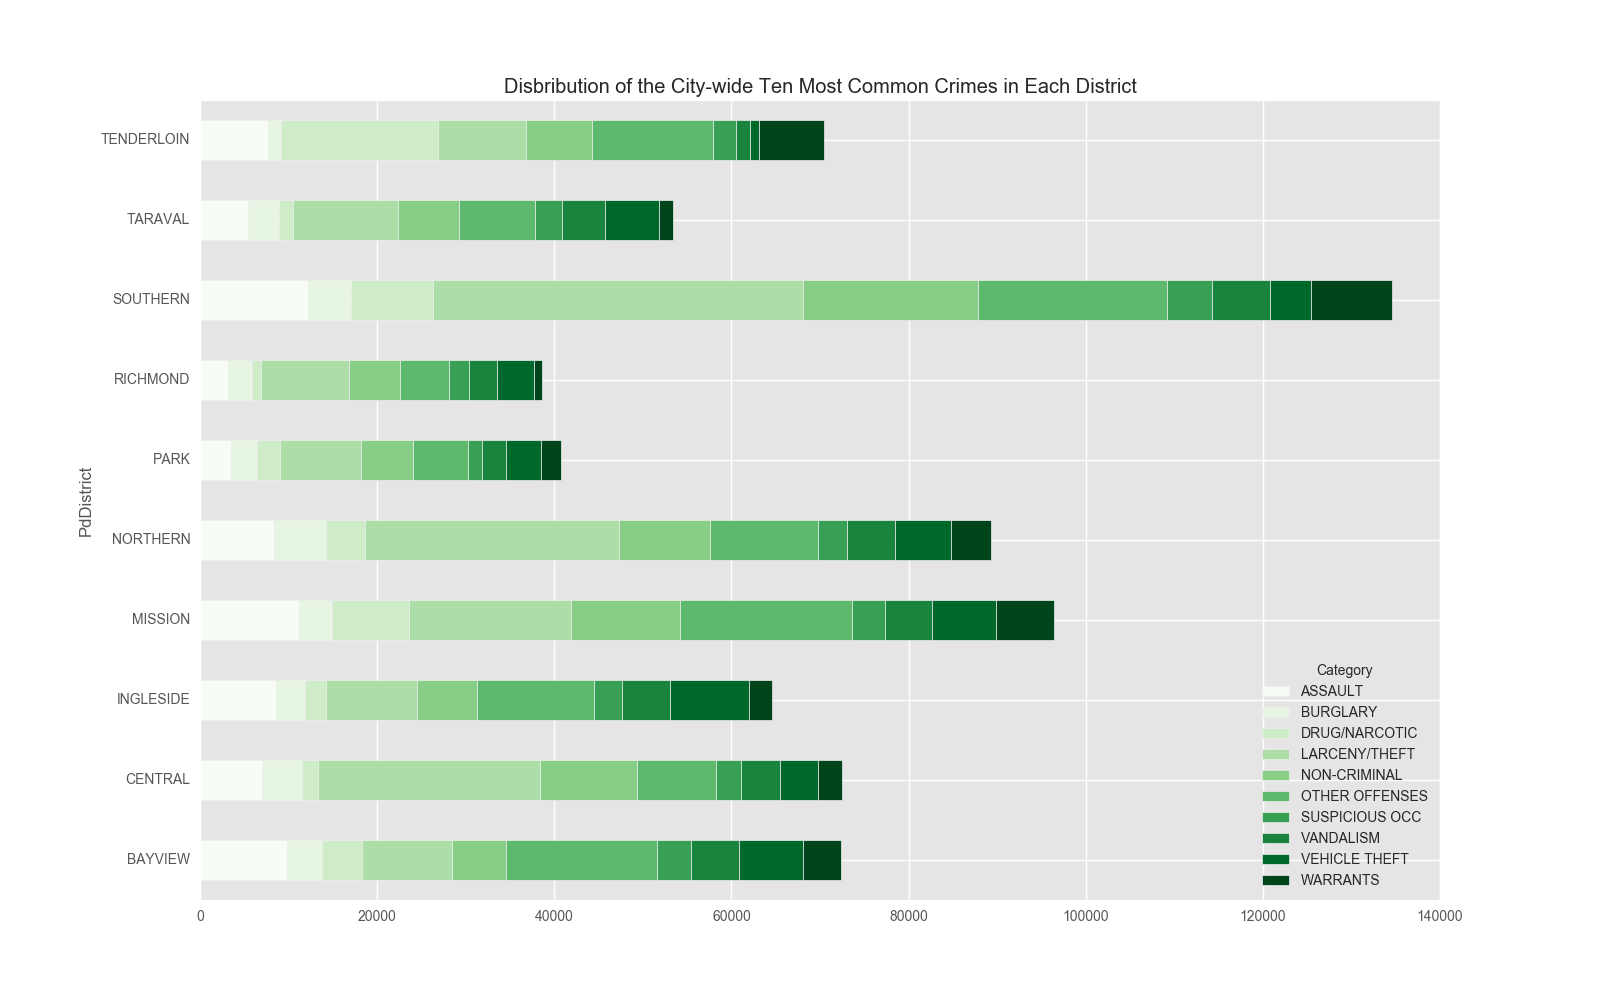 Disbribution of the City-wide Ten Most Common Crimes in Each District
PdDistrict
TENDERLOIN
TARAVAL
SOUTHERN
RICHMOND
PARK
NORTHERN
MISSION
INGLESIDE
CENTRAL
BAYVIEW
Category
ASSAULT
BURGLARY
DRUG/NARCOTIC
LARCENY/THEFT
NON-CRIMINAL
OTHER OFFENSES
SUSPICIOUS OCC
VANDALISM
VEHICLE THEFT
WARRANTS
0 20000 40000 60000 80000 100000 120000 140000